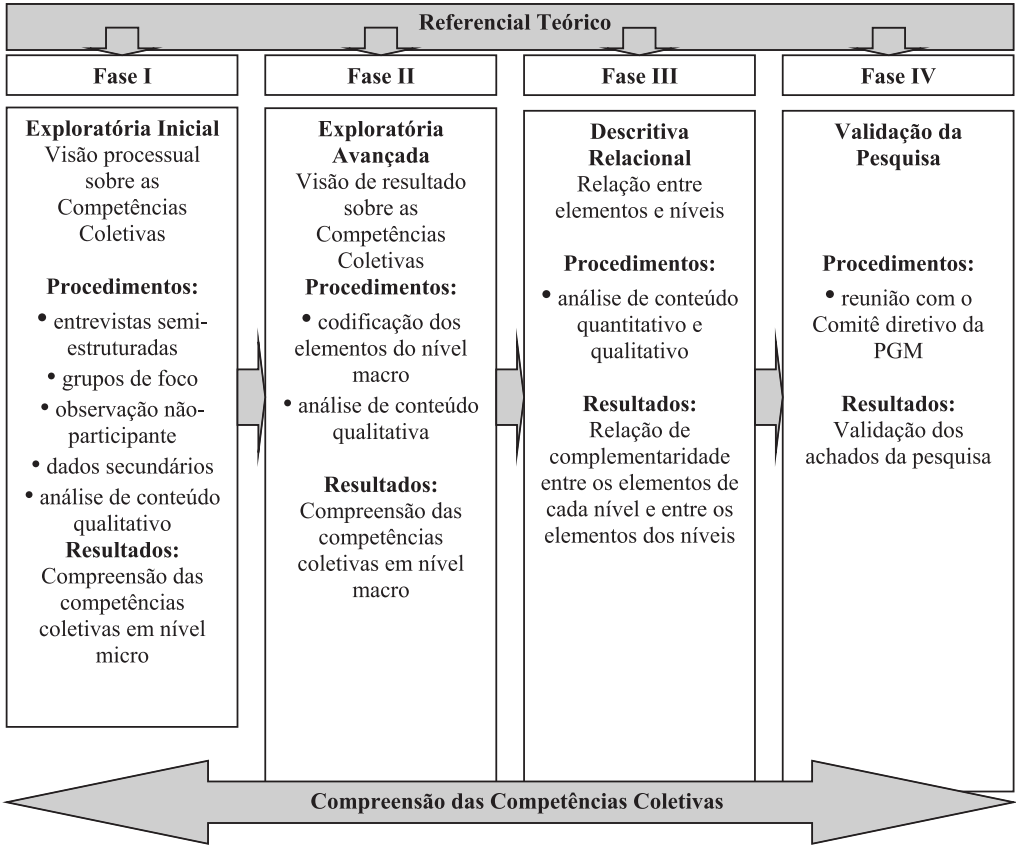 Referencial Teórico
Fase I
Exploratória Inicial
Visão processual
sobre as
Competências
Coletivas
Procedimentos:
• entrevistas semi-
estruturadas
• grupos de foco
• observação não-
participante
• dados secundários
• análise de conteúdo
qualitativo
Resultados:
Compreensão das
competências
coletivas em nível
micro
Fase II
Exploratória
Avançada
Visão de resultado
sobre as
Competências
Coletivas
Procedimentos:
• codificação dos
elementos do nível
macro
• análise de conteúdo
qualitativa
Resultados:
Compreensão das
competências
coletivas em nível
macro
Fase III
Descritiva
Relacional
Relação entre
elementos e níveis
Procedimentos:
• análise de conteúdo
quantitativo e
qualitativo
Resultados:
Relação de
complementaridade
entre os elementos de
cada nível e entre os
elementos dos níveis
Fase IV
Validação da
Pesquisa
Procedimentos:
• reunião com o
Comitê diretivo da
PGM
Resultados:
Validação dos
achados da pesquisa
Compreensão das Competências Coletivas